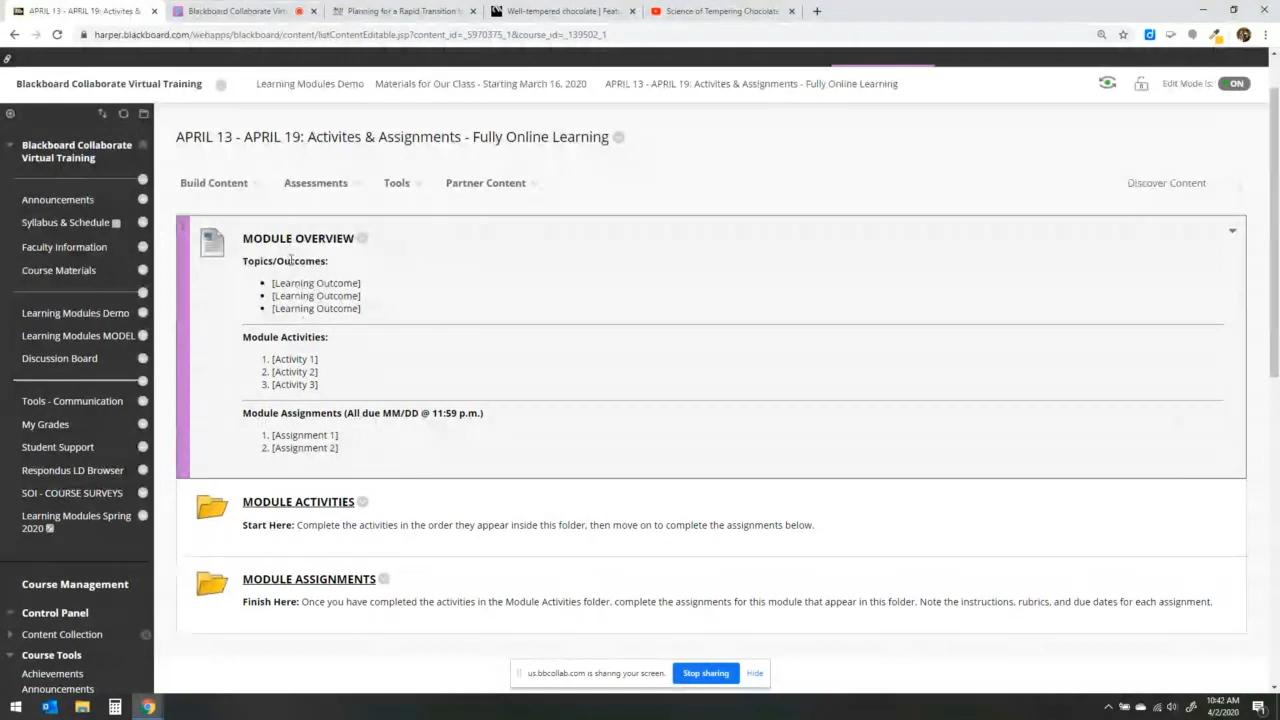 APRIL 13 - APRIL 19: Activites &
Blackboard Collaborate Virtual
Planning for a Rapid Transition t
Well-tempered chocolate | Feat
Science of Tempering Chocolate
harper.blackboard.com/webapps/blackboard/content/listContentEditable.jsp?content_id=_5970375_1&course_id=_139502_1
Blackboard Collaborate Virtual Training
Learning Modules Demo
Materials for Our Class - Starting March 16, 2020
APRIL 13 - APRIL 19: Activites & Assignments - Fully Online Learning
Edit Mode is:
ON
Blackboard Collaborate
Virtual Training
Announcements
Syllabus & Schedule
Faculty Information
Course Materials
Learning Modules Demo
Learning Modules MODEL
Discussion Board
Tools - Communication
My Grades
Student Support
Respondus LD Browser
SOI - COURSE SURVEYS
Learning Modules Spring
2020
Course Management
Control Panel
Content Collection
Course Tools
Achievements
Announcements
APRIL 13 - APRIL 19: Activites & Assignments - Fully Online Learning
Build Content
Assessments
Tools
Partner Content
Discover Content
MODULE OVERVIEW
Topics/Outcomes:
• [Learning Outcome]
• [Learning Outcome]
• [Learning Outcome]
Module Activities:
1. [Activity 1]
2. [Activity 2]
3. [Activity 3]
Module Assignments (All due MM/DD @ 11:59 p.m.)
1. [Assignment 1]
2. [Assignment 2]
MODULE ACTIVITIES
Start Here: Complete the activities in the order they appear inside this folder, then move on to complete the assignments below.
MODULE ASSIGNMENTS
Finish Here: Once you have completed the activities in the Module Activities folder, complete the assignments for this module that appear in this folder. Note the instructions, rubrics, and due dates for each assignment.
us.bbcollab.com is sharing your screen.
Stop sharing
Hide
10:42 AM
4/2/2020